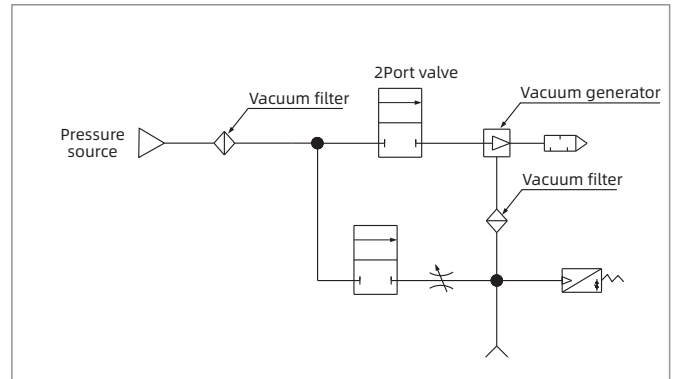 2Port valve
Vacuum filter
Vacuum generator
Pressure
source
Vacuum filter